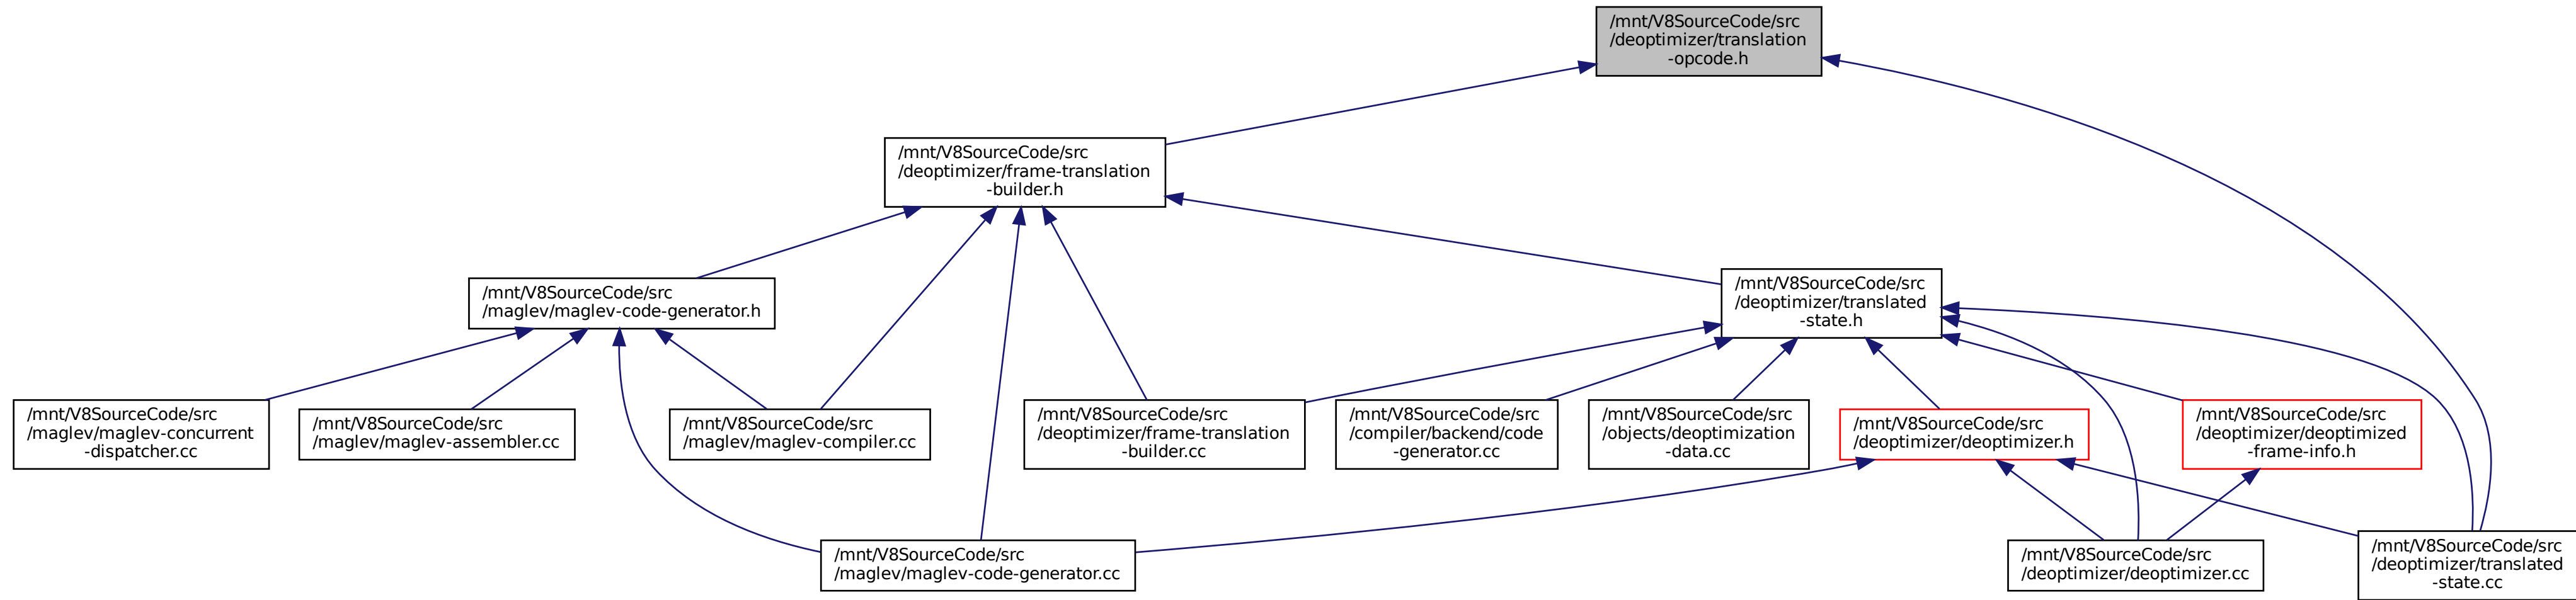 /mnt/V8SourceCode/src
/deoptimizer/translation
-opcode.h
/mnt/V8SourceCode/src
/deoptimizer/frame-translation
-builder.h
/mnt/V8SourceCode/src
/maglev/maglev-code-generator.h
/mnt/V8SourceCode/src
/deoptimizer/translated
-state.h
/mnt/V8SourceCode/src
/maglev/maglev-concurrent
-dispatcher.cc
/mnt/V8SourceCode/src
/maglev/maglev-assembler.cc
/mnt/V8SourceCode/src
/maglev/maglev-compiler.cc
/mnt/V8SourceCode/src
/deoptimizer/frame-translation
-builder.cc
/mnt/V8SourceCode/src
/compiler/backend/code
-generator.cc
/mnt/V8SourceCode/src
/objects/deoptimization
-data.cc
/mnt/V8SourceCode/src
/deoptimizer/deoptimizer.h
/mnt/V8SourceCode/src
/deoptimizer/deoptimized
-frame-info.h
/mnt/V8SourceCode/src
/maglev/maglev-code-generator.cc
/mnt/V8SourceCode/src
/deoptimizer/deoptimizer.cc
/mnt/V8SourceCode/src
/deoptimizer/translated
-state.cc